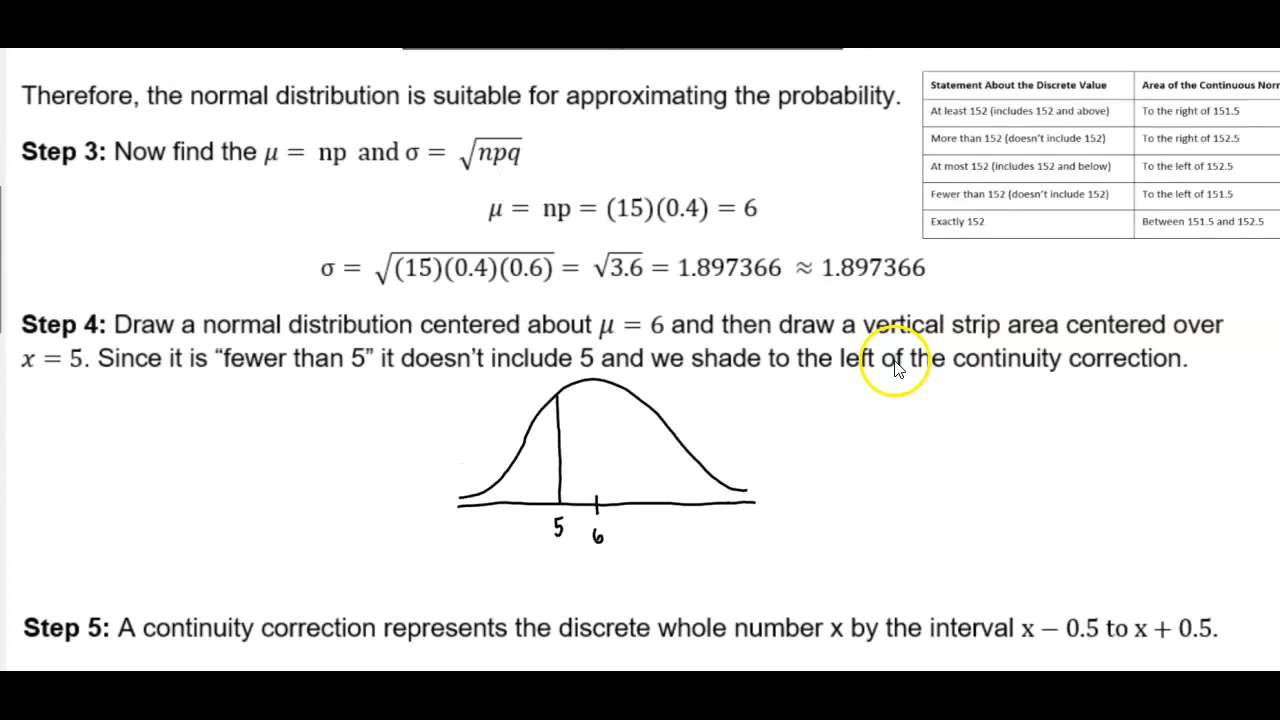 Therefore, the normal distribution is suitable for approximating the probability.
Statement About the Discrete Value
At least 152 (includes 152 and above) To the right of 151.5
More than 152 (doesn't include 152) To the right of 152.5
At most 152 (includes 152 and below) To the left of 152.5
Fewer than 152 (doesn't include 152) To the left of 151.5
Exactly 152 Between 151.5 and 152.5
Area of the Continuous Norm
Step 3: Now find the μ = np and σ = √npq
μ = np = (15)(0.4) = 6
σ = √(15)(0.4)(0.6) = √3.6 = 1.897366 ≈ 1.897366
Step 4: Draw a normal distribution centered about μ = 6 and then draw a vertical strip area centered over
x = 5. Since it is "fewer than 5" it doesn't include 5 and we shade to the left of the continuity correction.
5 6
Step 5: A continuity correction represents the discrete whole number x by the interval x − 0.5 to x + 0.5.